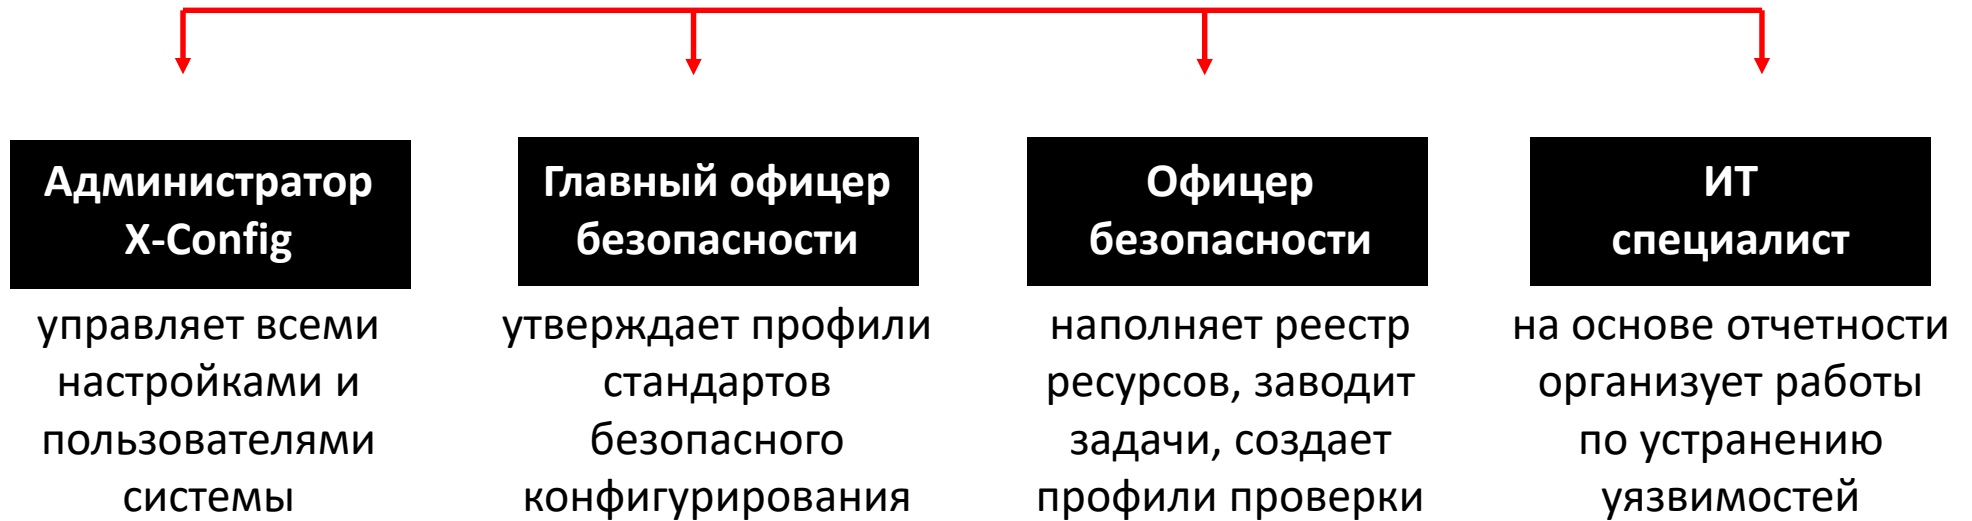 Администратор
X-Config
управляет всеми
настройками и
пользователями
системы
Главный офицер
безопасности
утверждает профили
стандартов
безопасного
конфигурирования
Офицер
безопасности
наполняет реестр
ресурсов, заводит
задачи, создает
профили проверки
ИТ
специалист
на основе отчетности
организует работы
по устранению
уязвимостей